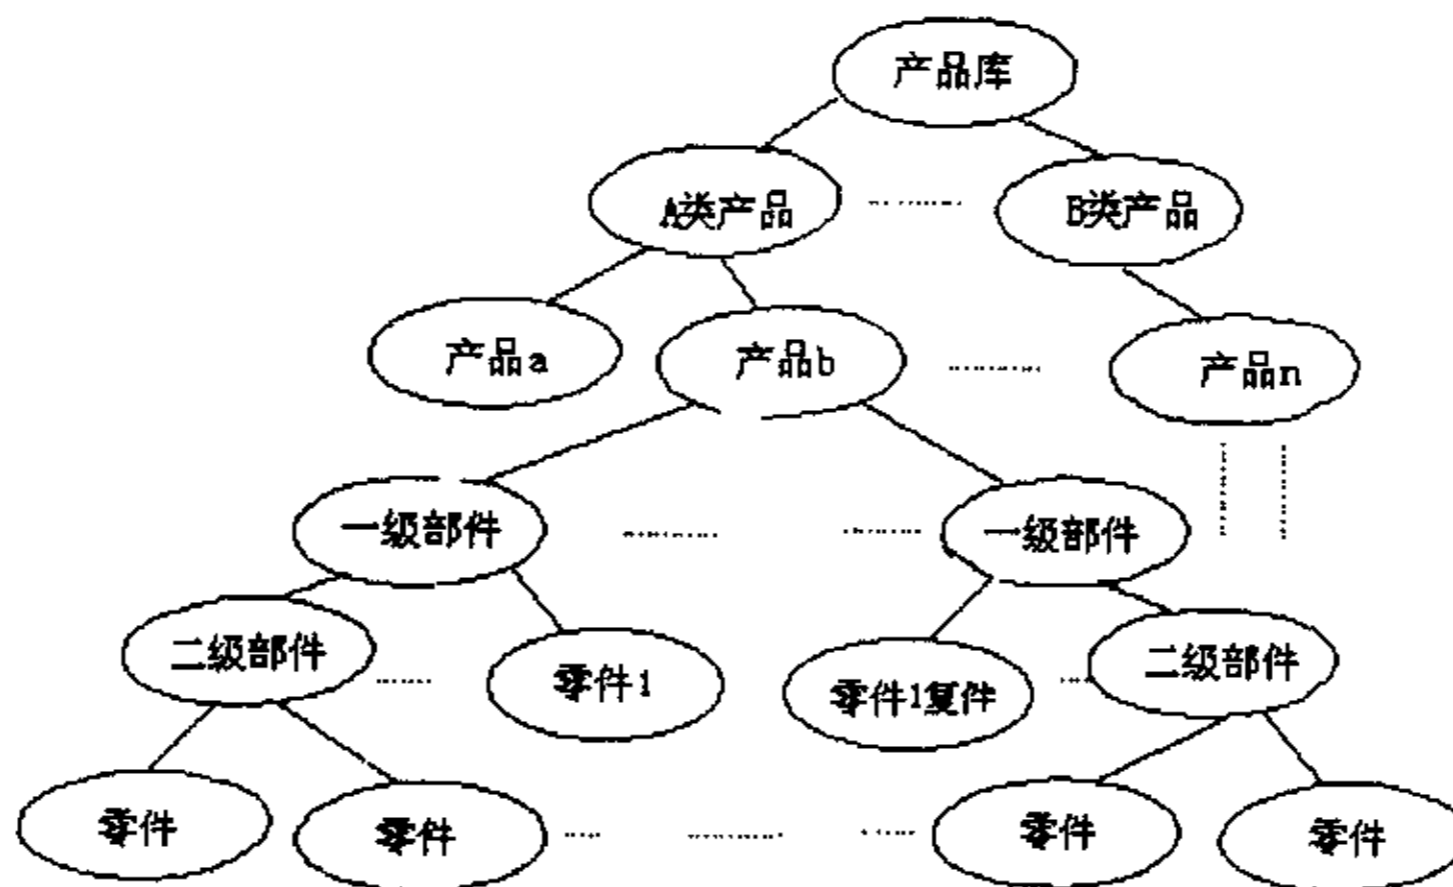 产品库
A类产品
B类产品
产品a
产品b
产品n
一级部件
一级部件
二级部件
零件1
零件1复件
二级部件
零件
零件
零件
零件